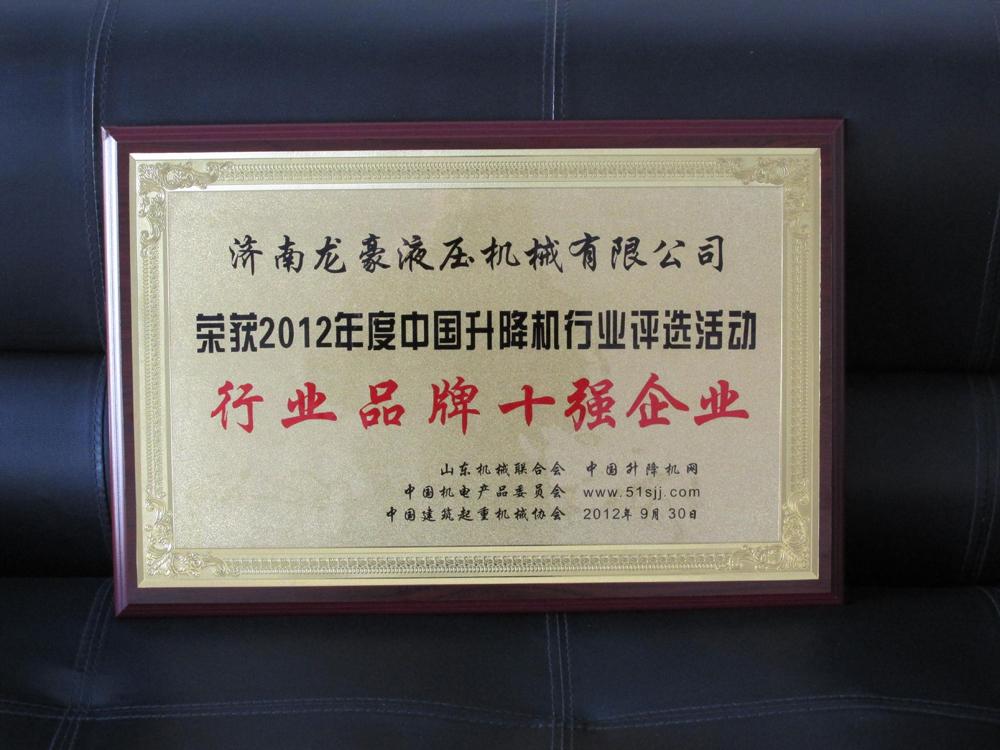 济南龙豪液压机械有限公司
荣获2012年度中国升降机行业评选活动
行业品牌十强企业
山东机械联合会 中国升降机网
中国机电产品委员会 www.51sjj.com
中国建筑起重机械协会 2012年 9月 30日